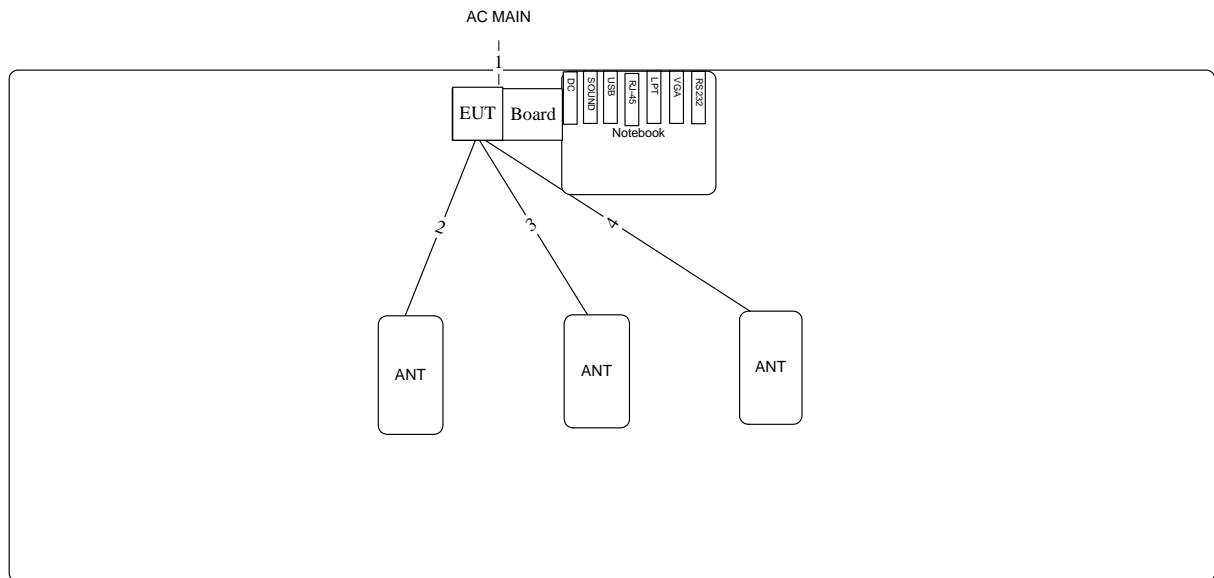 AC MAIN
1
EUT
Board
DC
SOUND
USB
RJ-45
LPT
VGA
RS232
Notebook
2
3
4
ANT
ANT
ANT